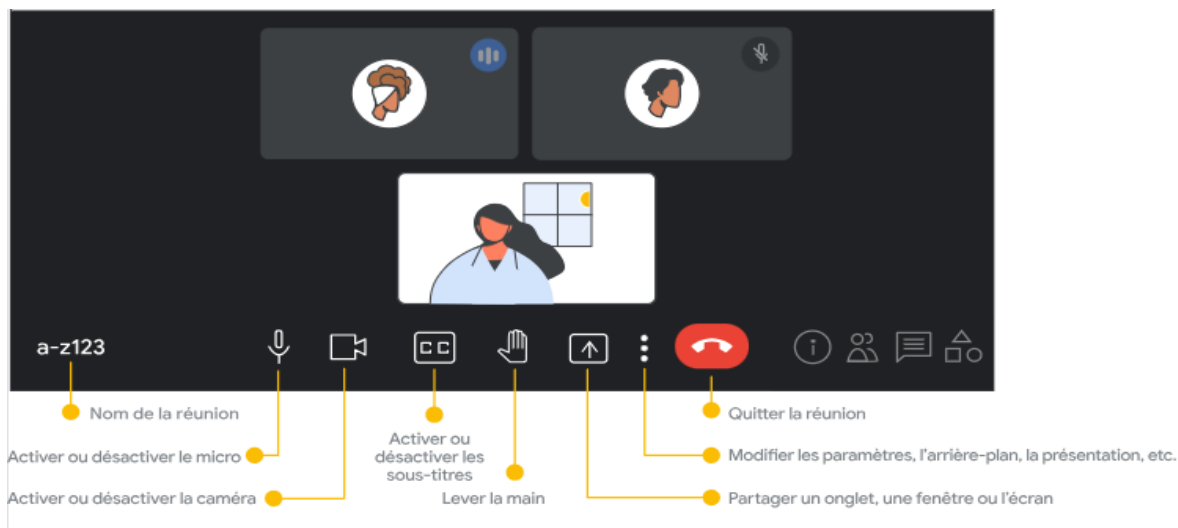 a-z123
CC
Nom de la réunion
Quitter la réunion
Activer ou
désactiver les
sous-titres
Activer ou désactiver le micro
Modifier les paramètres, l'arrière-plan, la présentation, etc.
Activer ou désactiver la caméra
Lever la main
Partager un onglet, une fenêtre ou l'écran